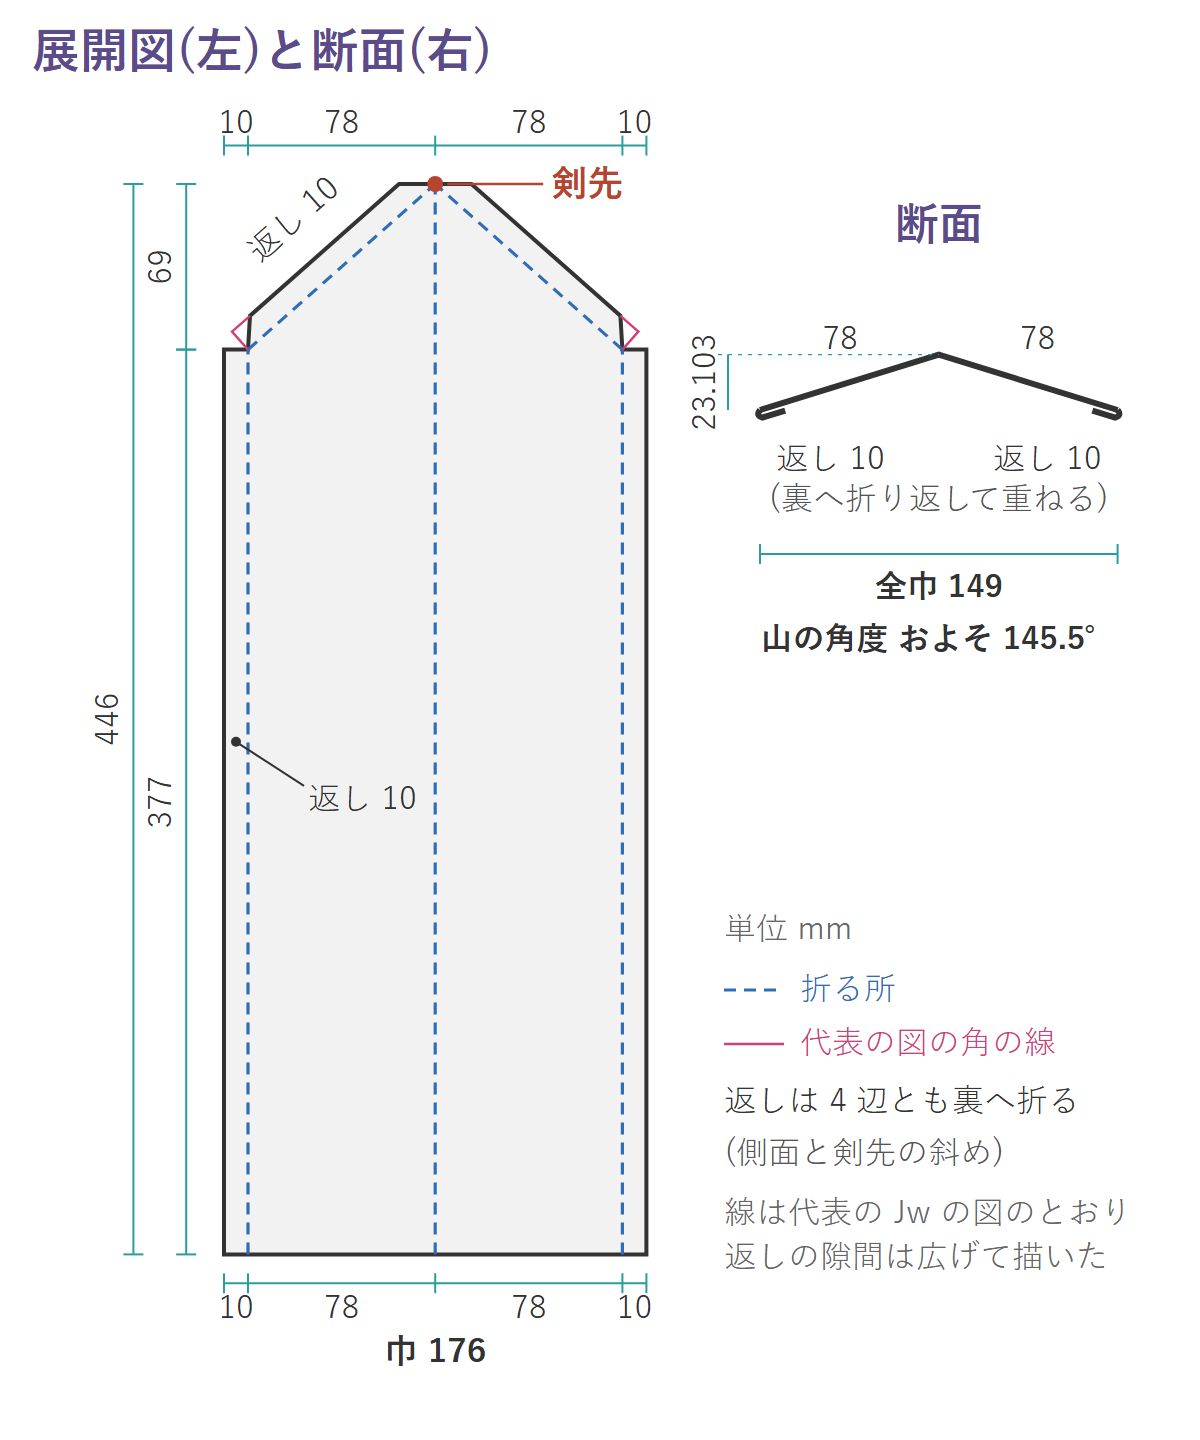 展開図(左)と断面(右)
10 78 78 10
返し 10
剣先
69
446
377
返し 10
10 78 78 10
巾 176
断面
78 78
23.103
返し 10 返し 10
(裏へ折り返して重ねる)
全巾 149
山の角度 およそ 145.5°
単位 mm
折る所
代表の図の角の線
返しは 4 辺とも裏へ折る
(側面と剣先の斜め)
線は代表の Jw の図のとおり
返しの隙間は広げて描いた